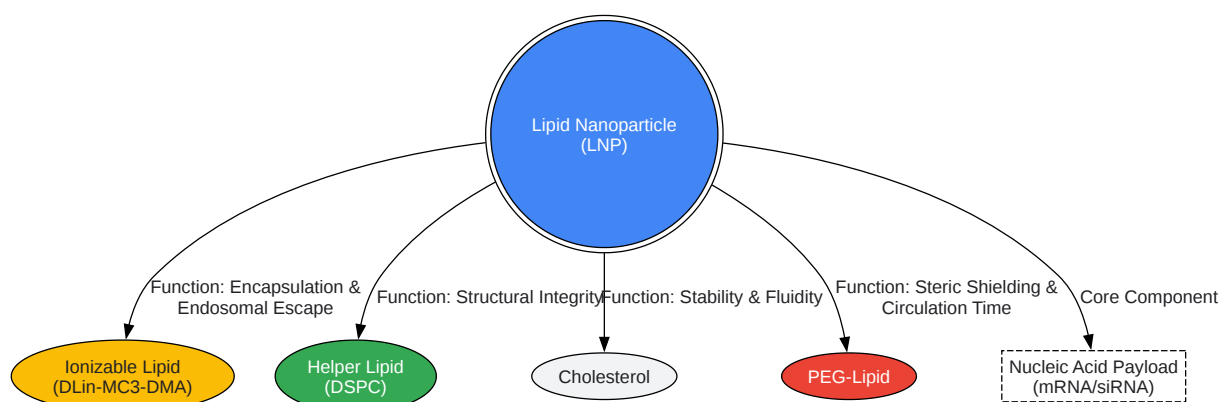 Lipid Nanoparticle
(LNP)
Function: Encapsulation &
Endosomal Escape
Function: Structural Integrity
Function: Stability & Fluidity
Function: Steric Shielding &
Circulation Time
Core Component
Ionizable Lipid
(DLin-MC3-DMA)
Helper Lipid
(DSPC)
Cholesterol
PEG-Lipid
Nucleic Acid Payload
(mRNA/siRNA)